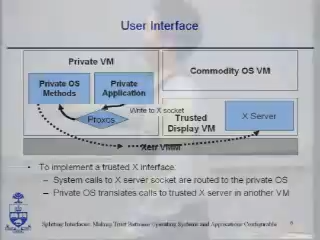 User Interface
Private VM
Private OS
Methods
Private
Application
Write to X socket
Proxos
Commodity OS VM
Trusted
Display VM
X Server
Xen VMM
• To implement a trusted X interface:
– System calls to X server socket are routed to the private OS
– Private OS translates calls to trusted X server in another VM
Splitting Interfaces: Making Trust Between Operating Systems and Applications Configurable